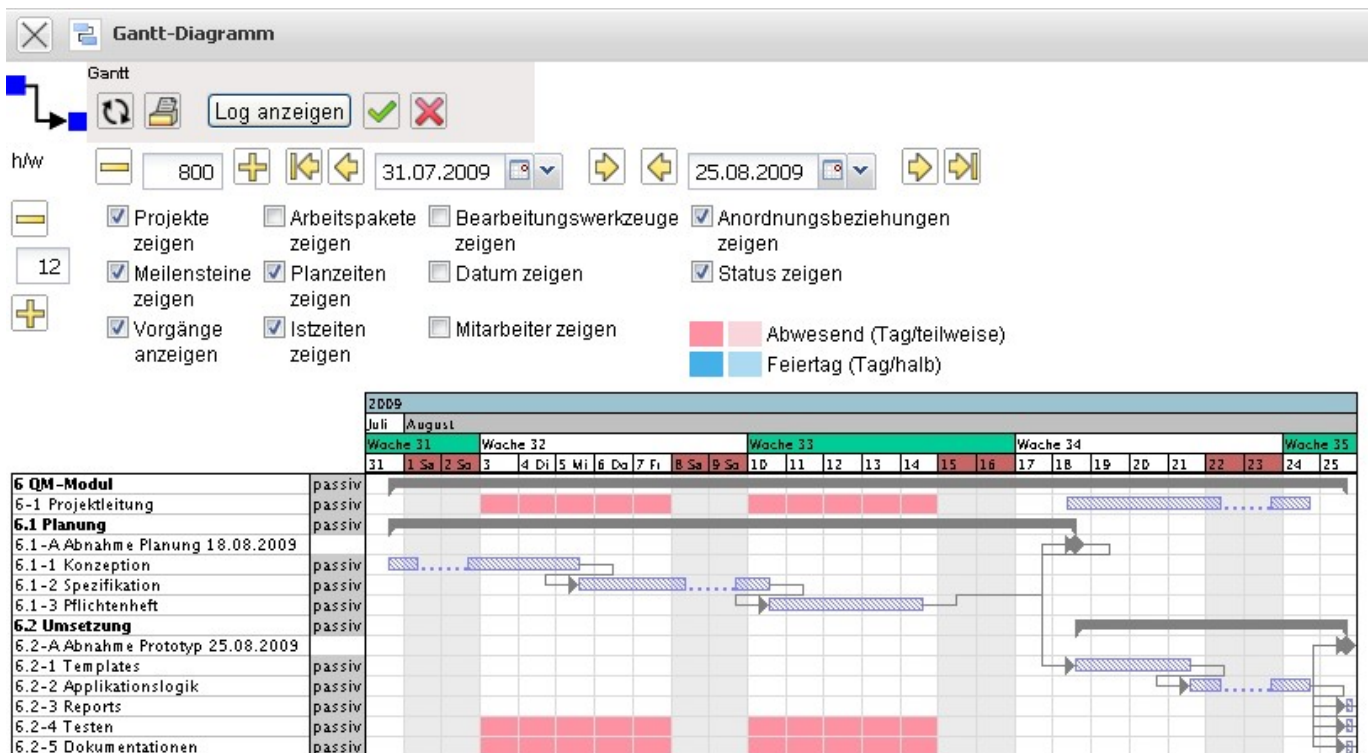 Gantt-Diagramm
Gantt
Log anzeigen
h/w
800 31.07.2009 25.08.2009
Projekte zeigen
Arbeitspakete zeigen
Bearbeitungswerkzeuge zeigen
Anordnungsbeziehungen zeigen
12
Meilensteine zeigen
Planzeiten zeigen
Datum zeigen
Status zeigen
Vorgänge anzeigen
Istzeiten zeigen
Mitarbeiter zeigen
Abwesend (Tag/teilweise)
Feiertag (Tag/halb)
2009
Juli August
Woche 31 Woche 32 Woche 33 Woche 34 Woche 35
31 1 Sa 2 So 3 4 Di 5 Mi 6 Do 7 Fr 8 Sa 9 So 10 11 12 13 14 15 16 17 18 19 20 21 22 23 24 25
6 QM-Modul passiv
6-1 Projektleitung passiv
6.1 Planung passiv
6.1-A Abnahme Planung 18.08.2009
6.1-1 Konzeption passiv
6.1-2 Spezifikation passiv
6.1-3 Pflichtenheft passiv
6.2 Umsetzung passiv
6.2-A Abnahme Prototyp 25.08.2009
6.2-1 Templates passiv
6.2-2 Applikationslogik passiv
6.2-3 Reports passiv
6.2-4 Testen passiv
6.2-5 Dokumentationen passiv